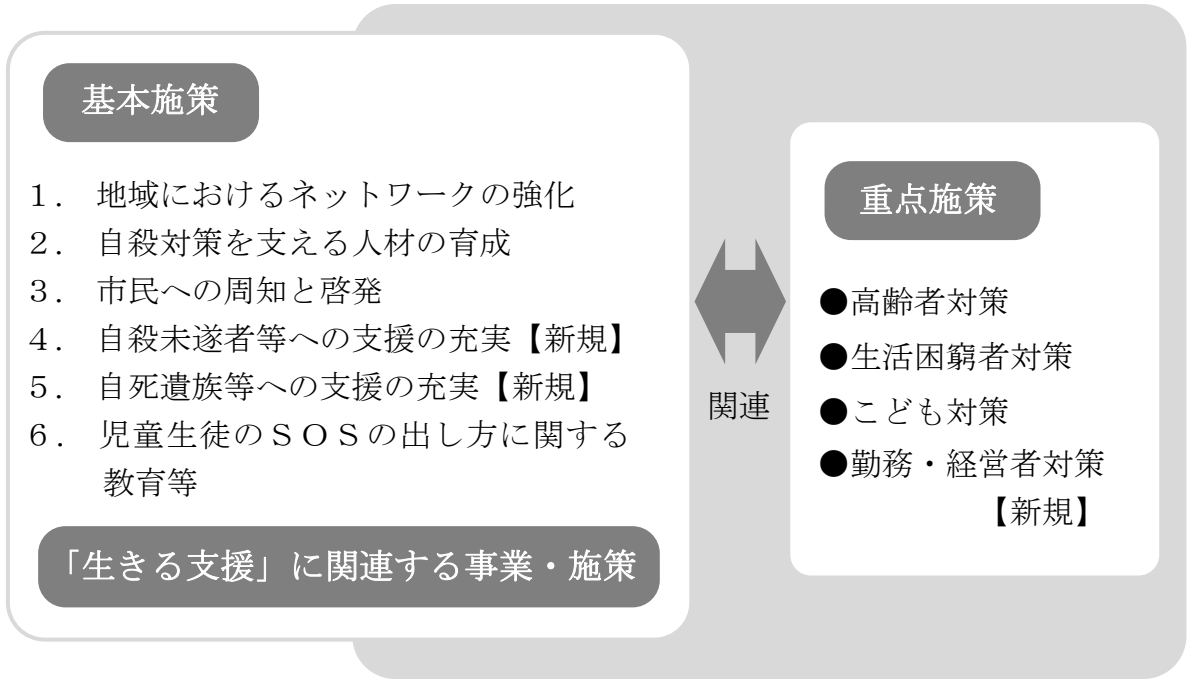 基本施策
１． 地域におけるネットワークの強化
２． 自殺対策を支える人材の育成
３． 市民への周知と啓発
４． 自殺未遂者等への支援の充実【新規】
５． 自死遺族等への支援の充実【新規】
６． 児童生徒のＳＯＳの出し方に関する
教育等
「生きる支援」に関連する事業・施策
関連
重点施策
●高齢者対策
●生活困窮者対策
●こども対策
●勤務・経営者対策
【新規】